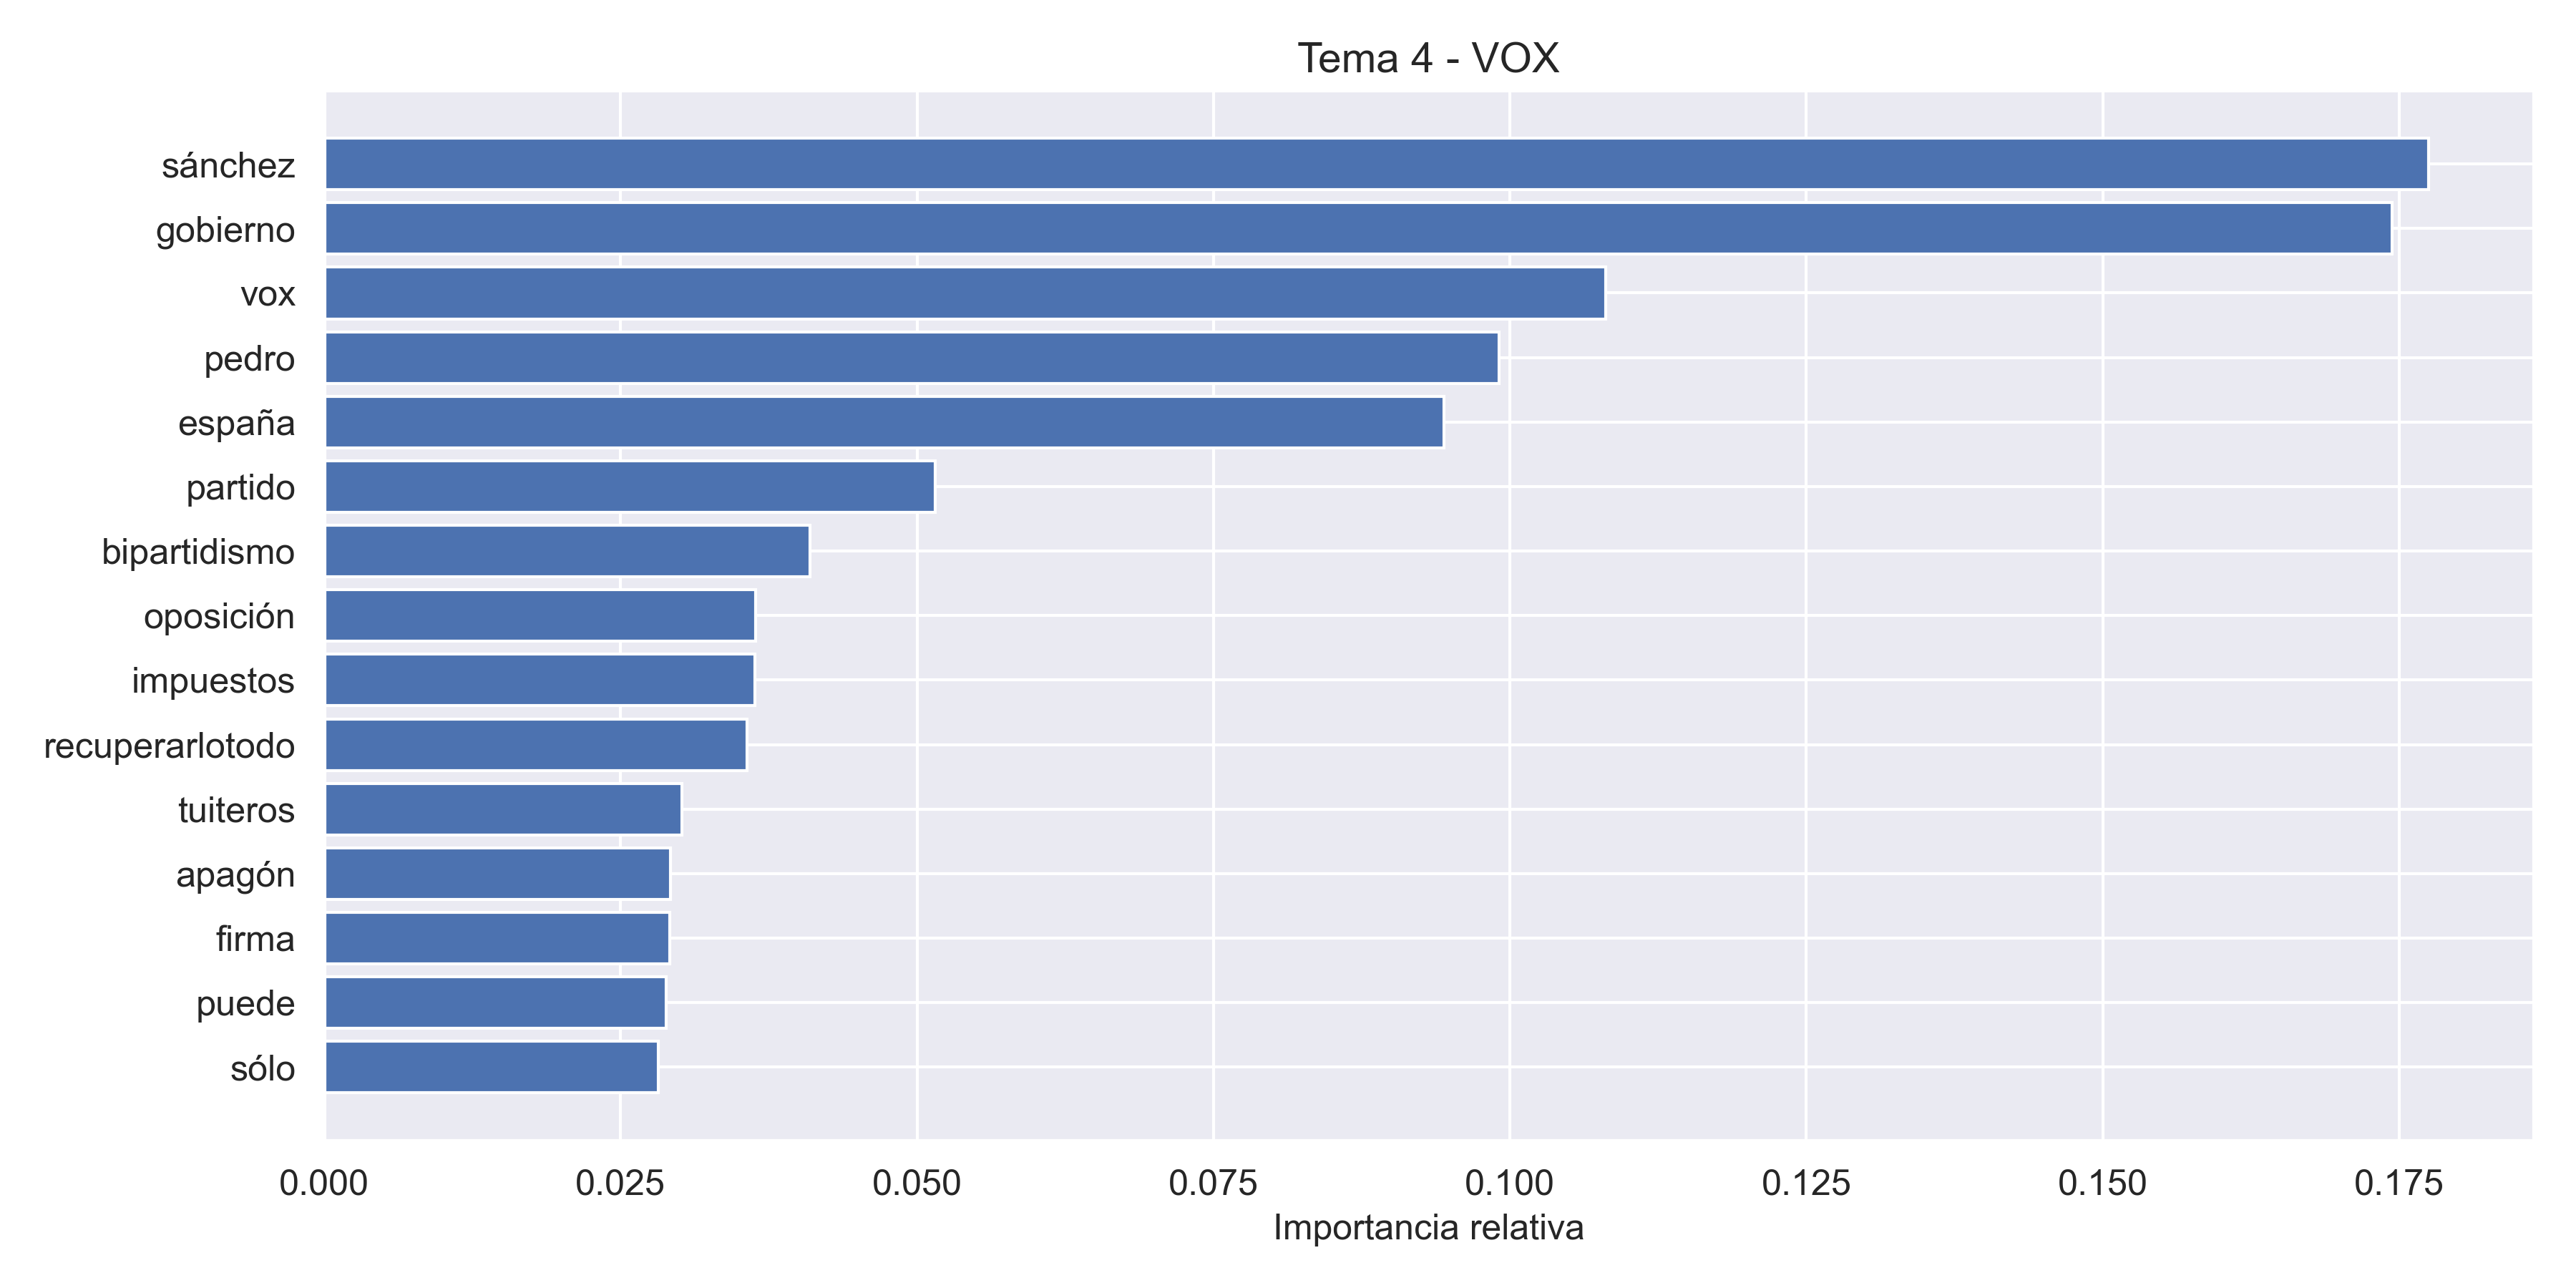 Tema 4 - VOX
sánchez
gobierno
vox
pedro
españa
partido
bipartidismo
oposición
impuestos
recuperarlotodo
tuiteros
apagón
firma
puede
sólo
0.000 0.025 0.050 0.075 0.100 0.125 0.150 0.175
Importancia relativa